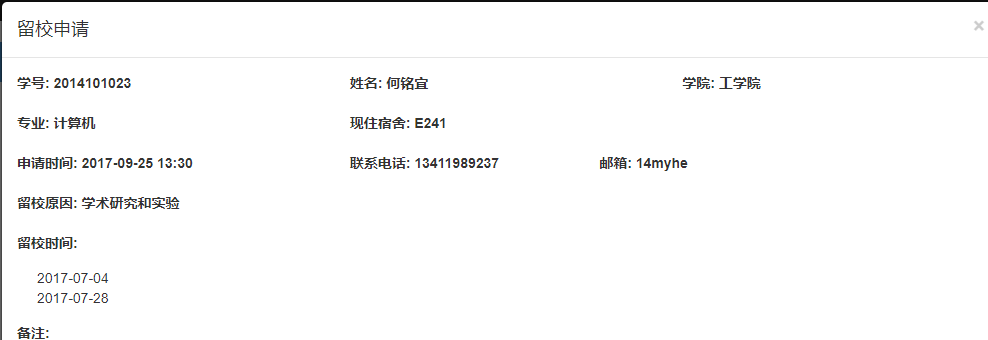 留校申请
×
学号: 2014101023 姓名: 何铭宜 学院: 工学院
专业: 计算机 现住宿舍: E241
申请时间: 2017-09-25 13:30 联系电话: 13411989237 邮箱: 14myhe
留校原因: 学术研究和实验
留校时间:
2017-07-04
2017-07-28
备注: